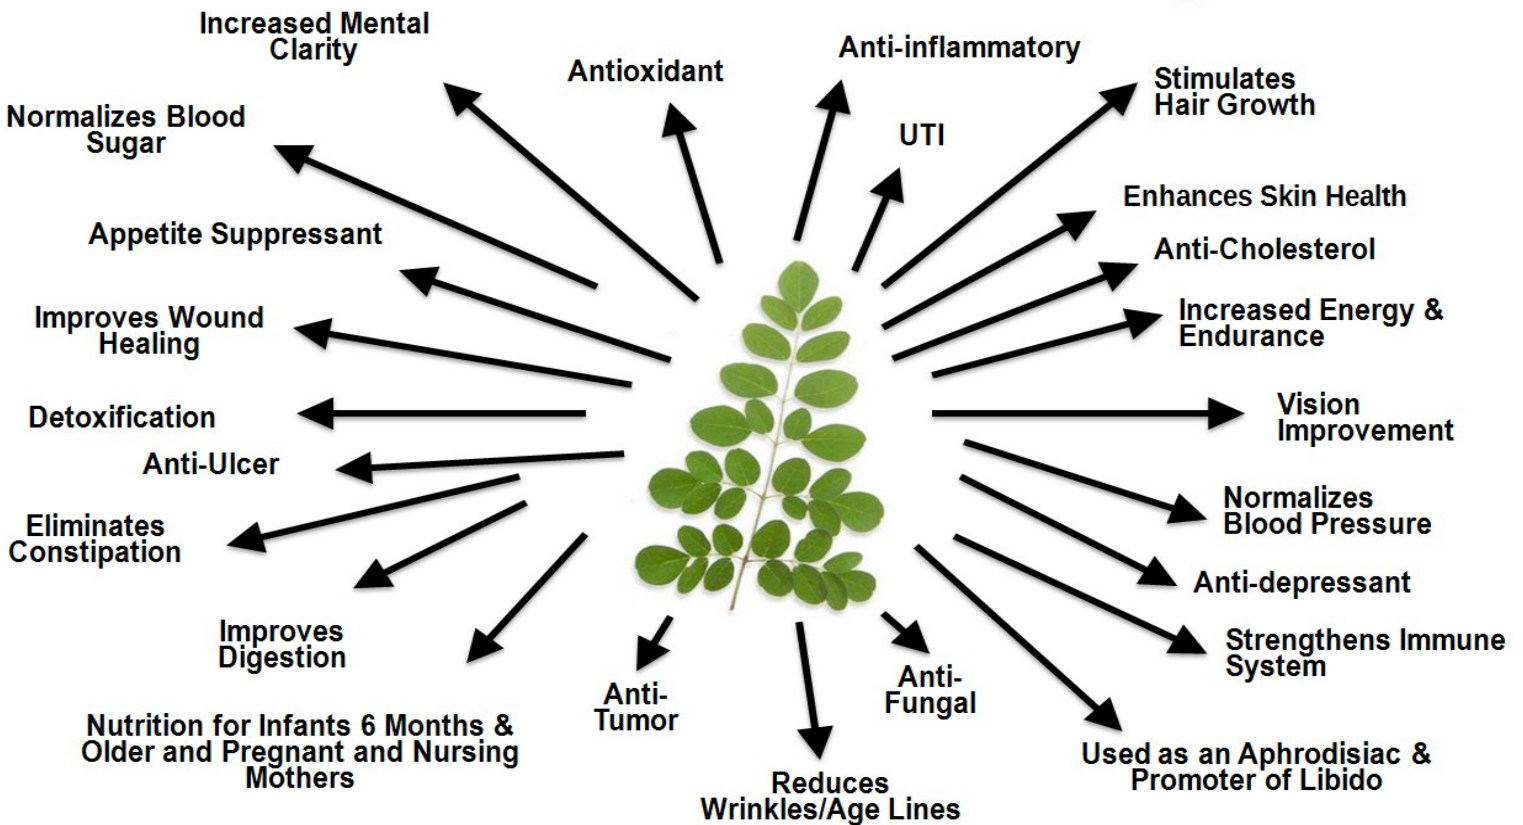 Increased Mental
Clarity
Antioxidant
Anti-inflammatory
Stimulates
Hair Growth
Normalizes Blood
Sugar
UTI
Enhances Skin Health
Appetite Suppressant
Anti-Cholesterol
Improves Wound
Healing
Increased Energy &
Endurance
Detoxification
Vision
Improvement
Anti-Ulcer
Normalizes
Blood Pressure
Eliminates
Constipation
Anti-depressant
Improves
Digestion
Strengthens Immune
System
Anti-
Tumor
Anti-
Fungal
Nutrition for Infants 6 Months &
Older and Pregnant and Nursing
Mothers
Used as an Aphrodisiac &
Promoter of Libido
Reduces
Wrinkles/Age Lines